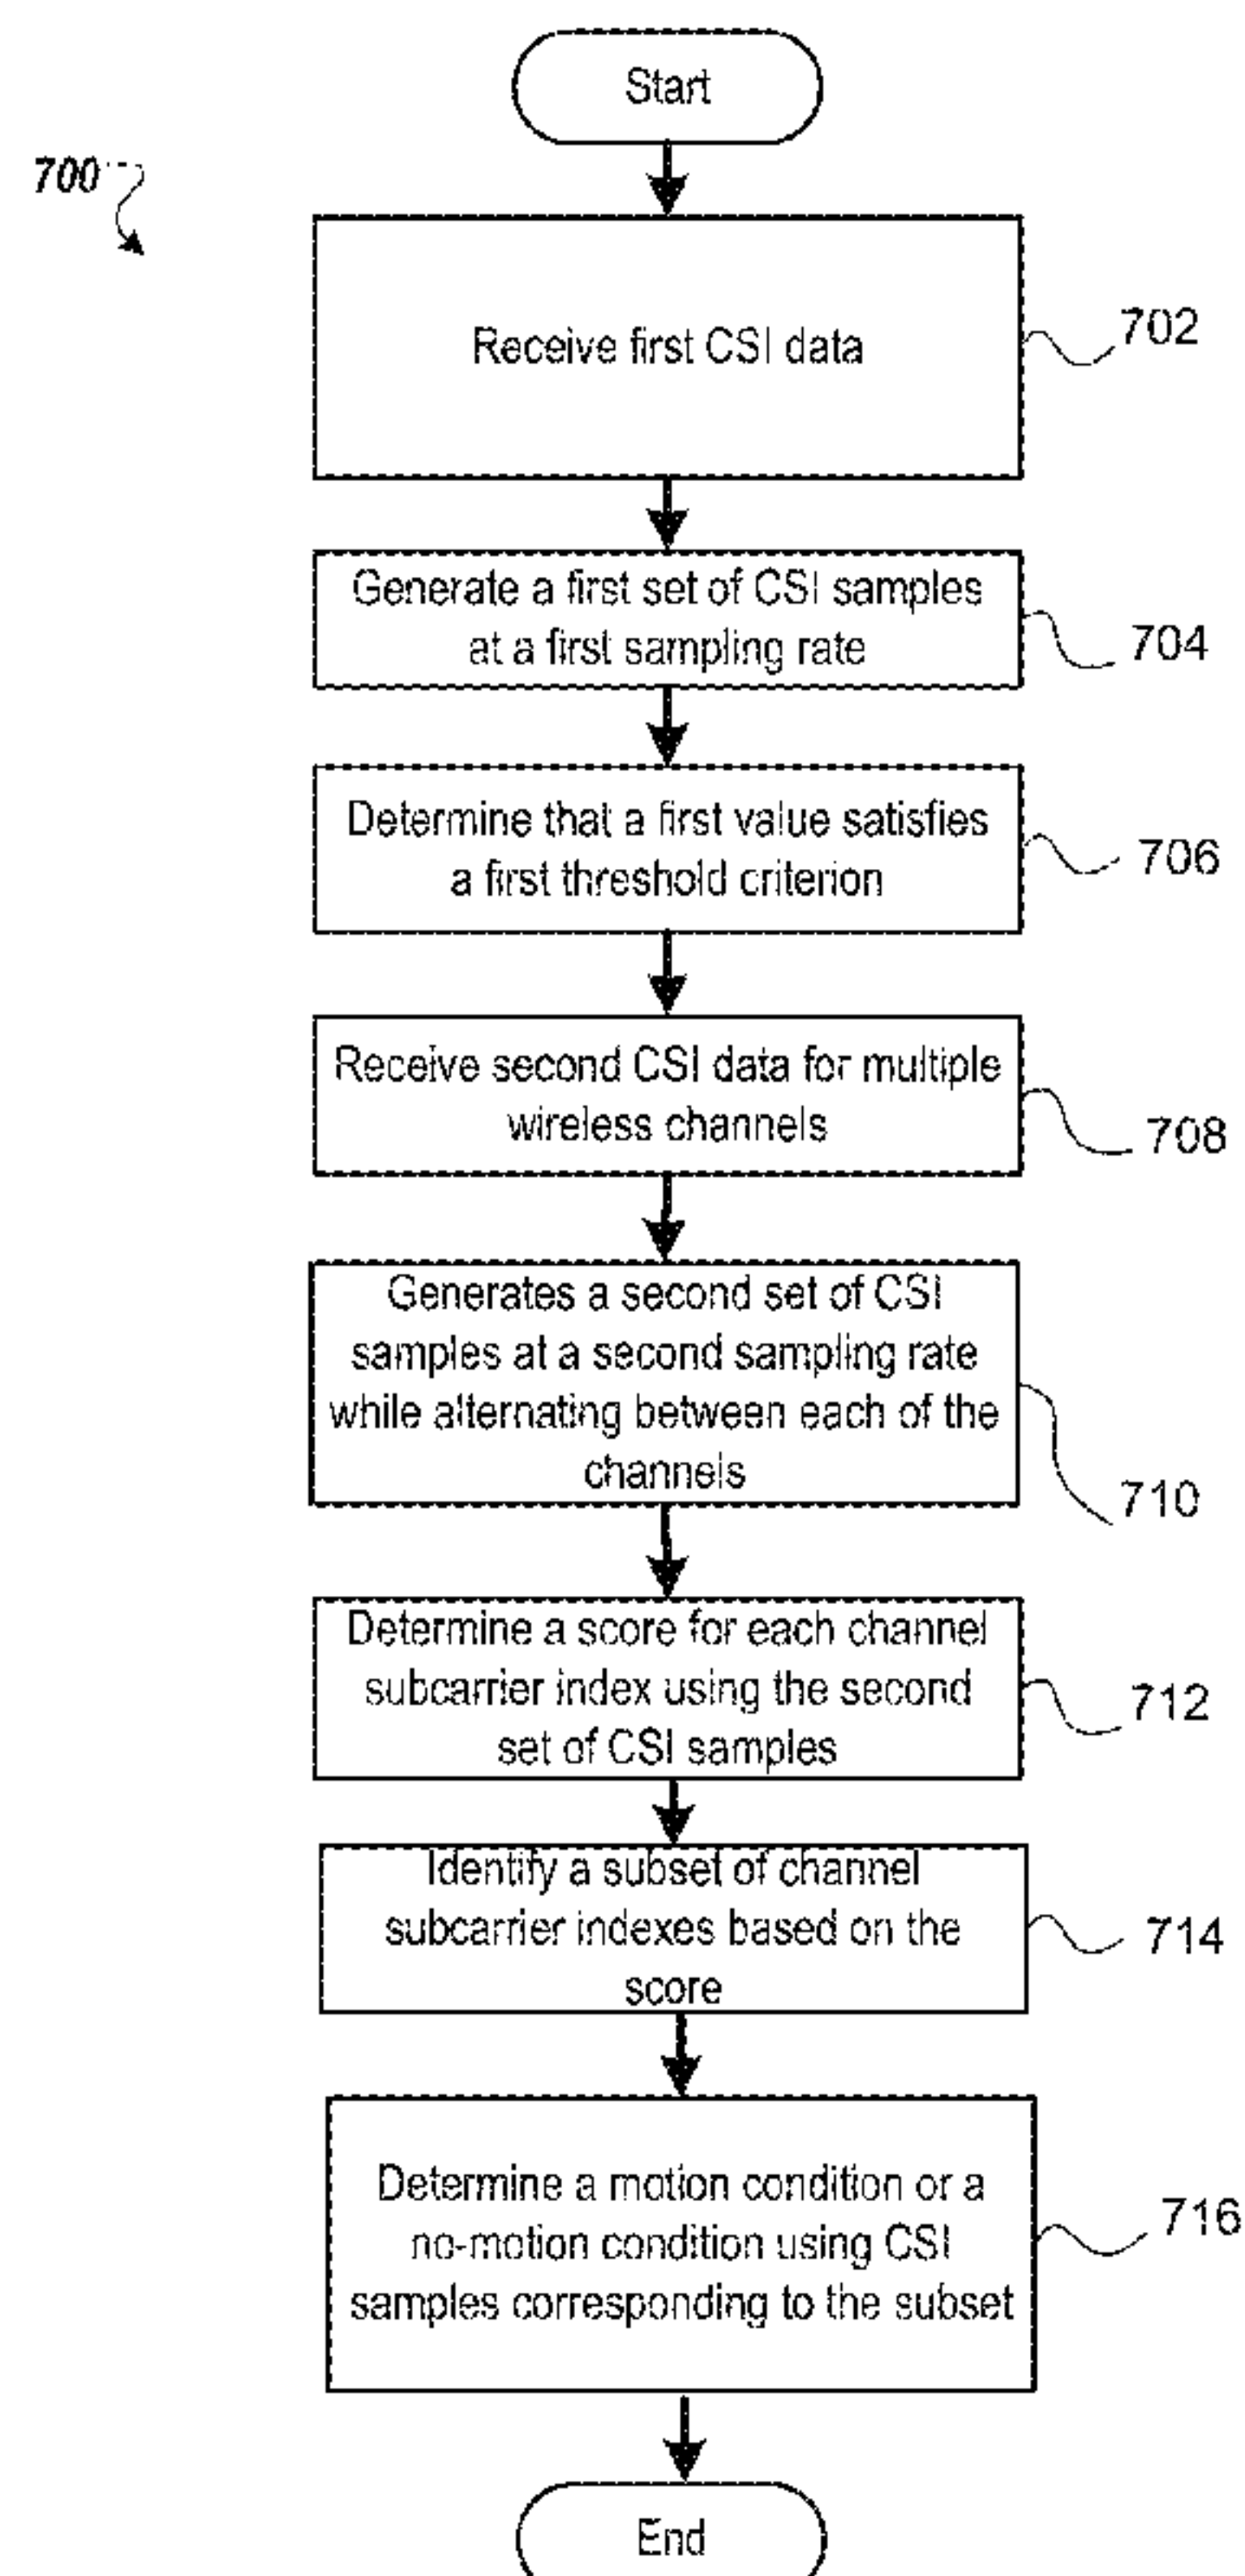 Start
700
Receive first CSI data
702
Generate a first set of CSI samples
at a first sampling rate
704
Determine that a first value satisfies
a first threshold criterion
706
Receive second CSI data for multiple
wireless channels
708
Generates a second set of CSI
samples at a second sampling rate
while alternating between each of the
channels
710
Determine a score for each channel
subcarrier index using the second
set of CSI samples
712
Identify a subset of channel
subcarrier indexes based on the
score
714
Determine a motion condition or a
no-motion condition using CSI
samples corresponding to the subset
716
End